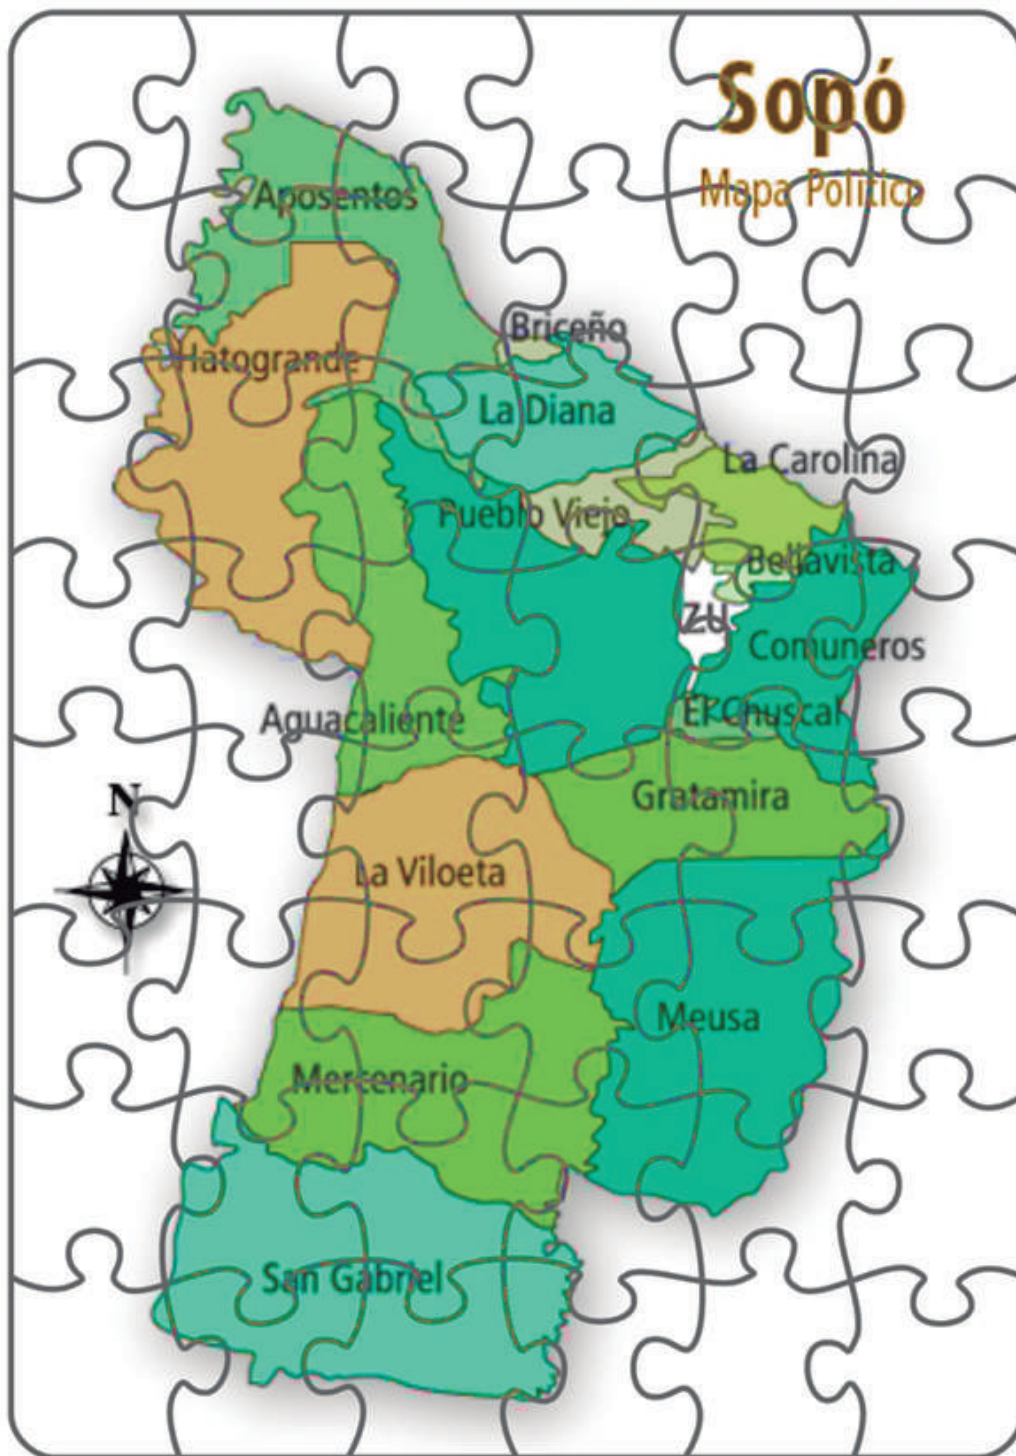 Sopó
Mapa Político
Aposentos
Briceño
Hatogrande
La Diana
La Carolina
Pueblo Viejo
Bellavista
ZU
Comuneros
El Chuscal
Aguacaliente
Gratamira
N
La Viloeta
Meusa
Mercenario
San Gabriel